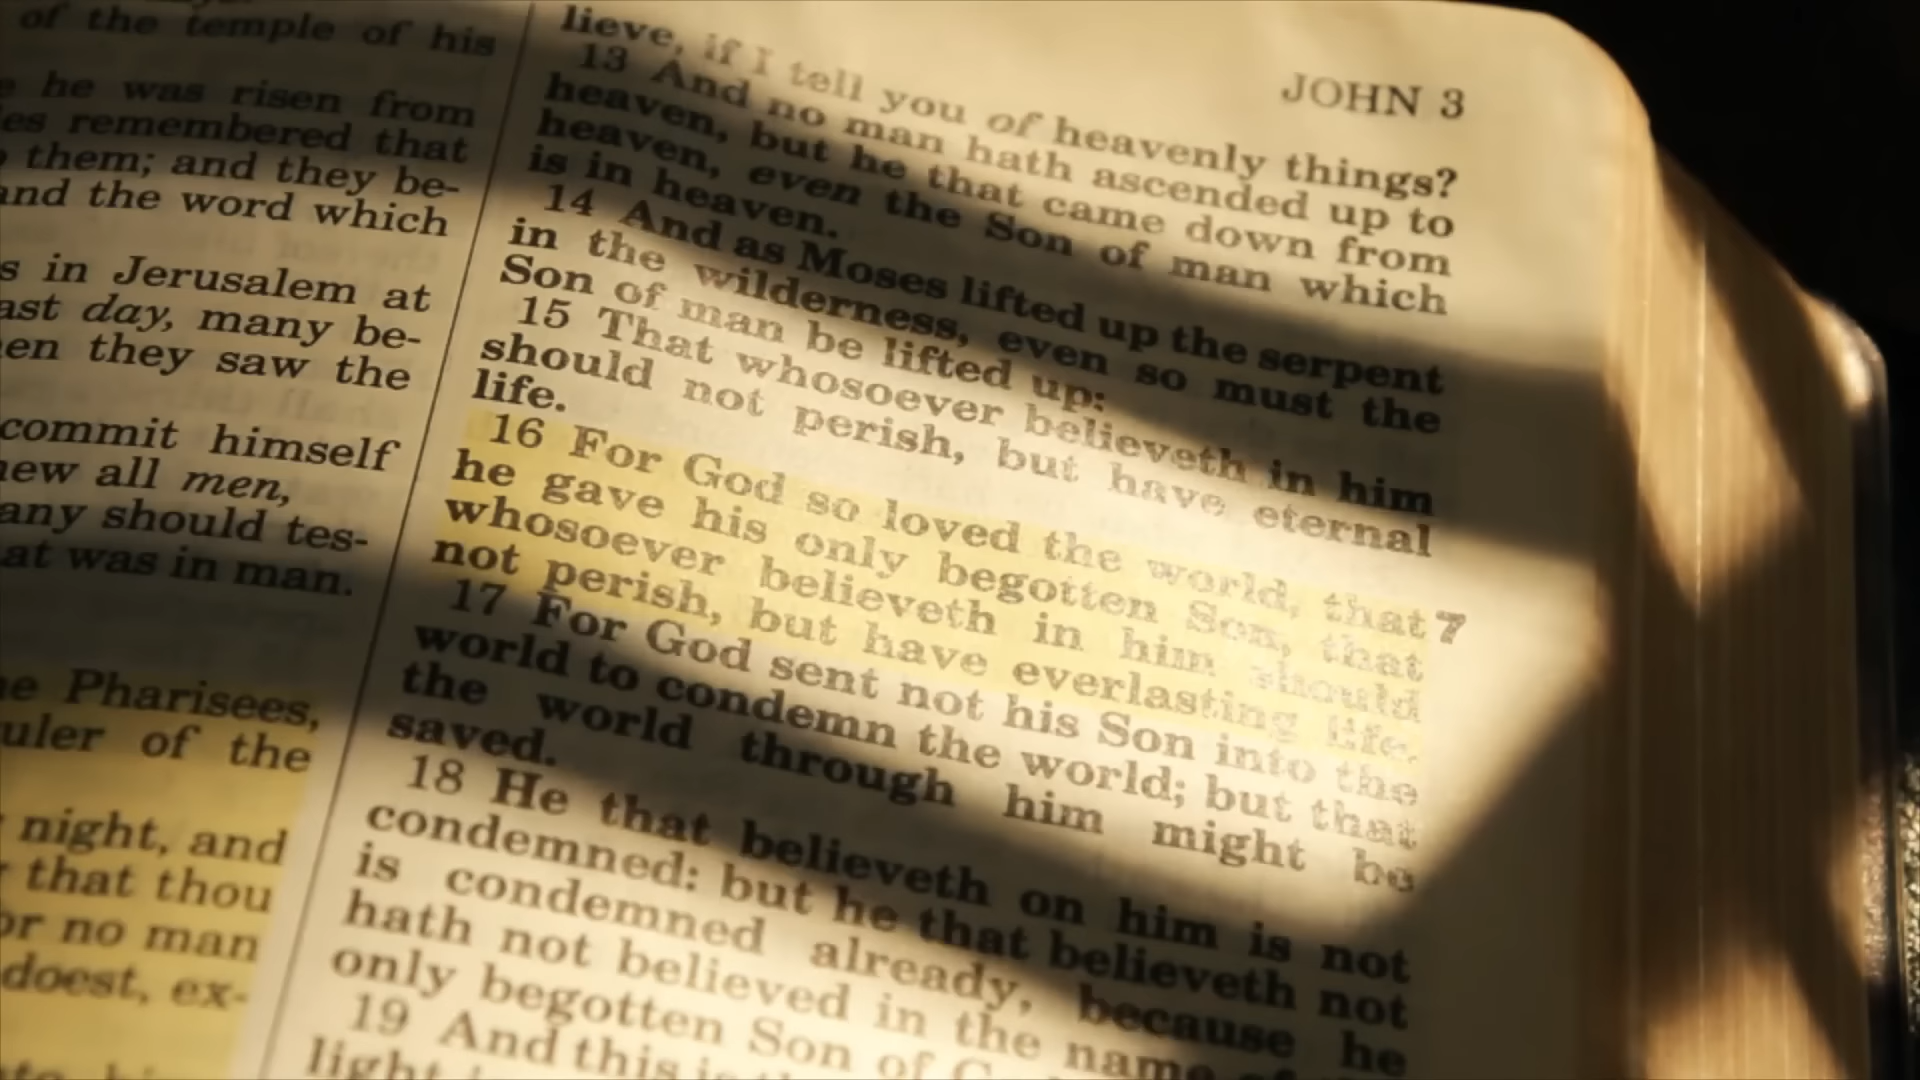 of the temple of his
he was risen from
remembered that
them; and they be-
and the word which
in Jerusalem at
day, many be-
they saw the
commit himself
all men,
any should tes-
at was in man.
Pharisees,
of the
night, and
that thou
no man
doest, ex-
JOHN 3
lieve, if I tell you of heavenly things?
13 And no man hath ascended up to
heaven, but he that came down from
heaven, even the Son of man which
is in heaven.
14 And as Moses lifted up the serpent
in the wilderness, even so must the
Son of man be lifted up:
15 That whosoever believeth in him
should not perish, but have eternal
life.
16 For God so loved the world, that 7
he gave his only begotten Son, that
whosoever believeth in him should
not perish, but have everlasting life.
17 For God sent not his Son into the
world to condemn the world; but that
the world through him might be
saved.
18 He that believeth on him is not
condemned: but he that believeth not
is condemned already, because he
hath not believed in the name of the
only begotten Son of
19 And this is
light